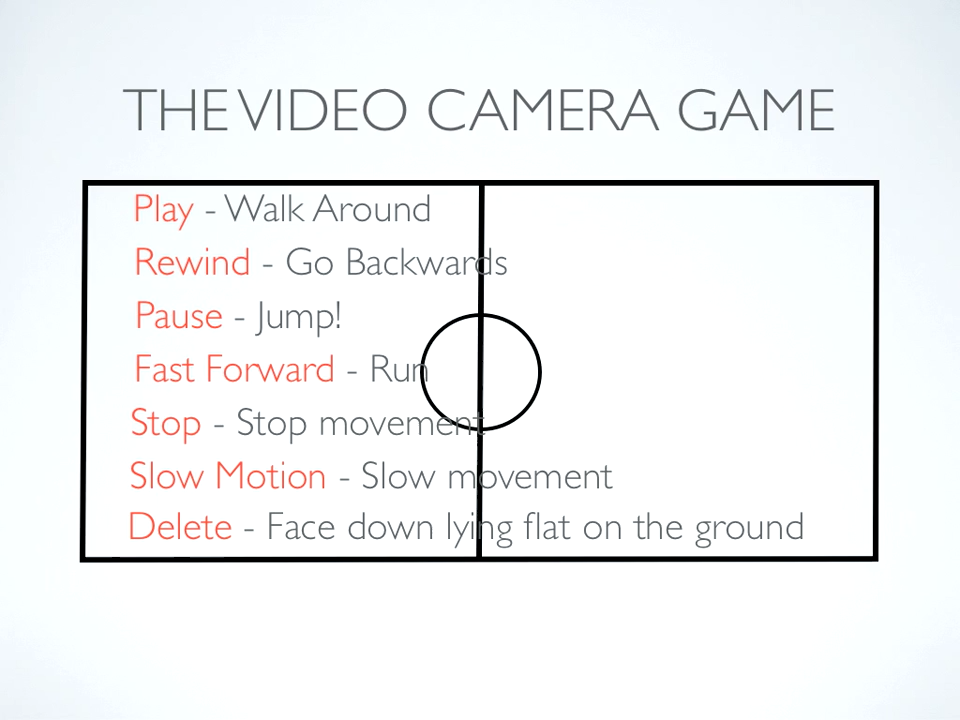 THE VIDEO CAMERA GAME
Play - Walk Around
Rewind - Go Backwards
Pause - Jump!
Fast Forward - Run
Stop - Stop movement
Slow Motion - Slow movement
Delete - Face down lying flat on the ground